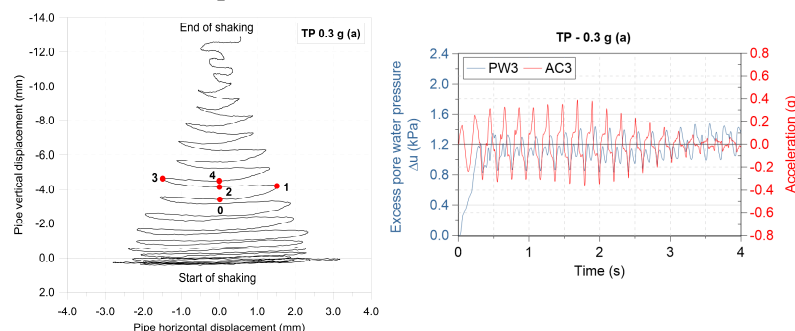 -14.0
-12.0
-10.0
-8.0
-6.0
-4.0
-2.0
0.0
2.0
Pipe vertical displacement (mm)
End of shaking
TP 0.3 g (a)
3
4
2
1
0
Start of shaking
-4.0 -3.0 -2.0 -1.0 0.0 1.0 2.0 3.0 4.0
Pipe horizontal displacement (mm)
TP - 0.3 g (a)
PW3 AC3
Excess pore water pressure
Δu (kPa)
2.4
2.0
1.6
1.2
0.8
0.4
0.0
0.8
0.6
0.4
0.2
0.0
-0.2
-0.4
-0.6
-0.8
Acceleration (g)
0 1 2 3 4
Time (s)